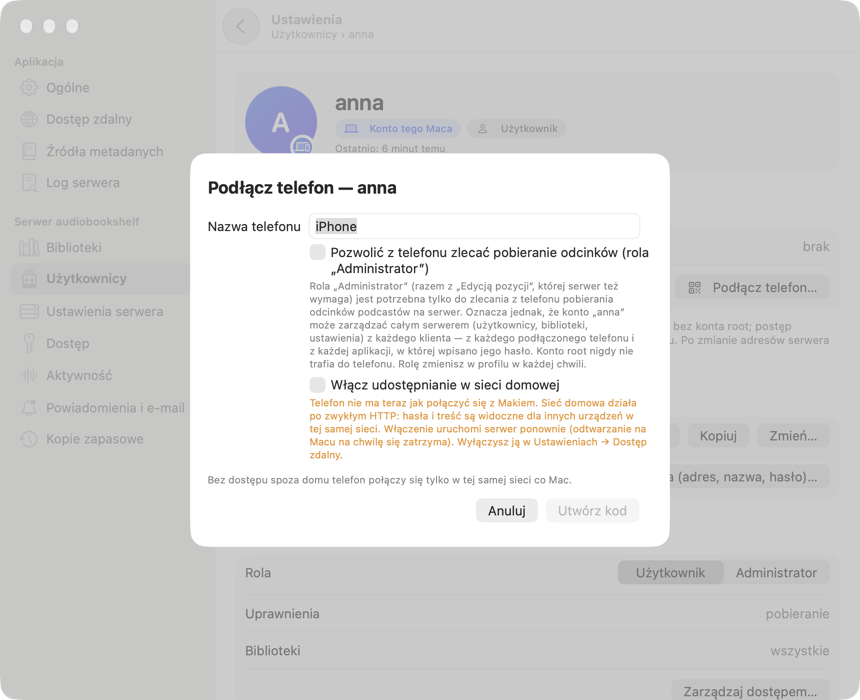 Ustawienia
Użytkownicy › anna
Aplikacja
Ogólne
Dostęp zdalny
Źródła metadanych
Log serwera
Serwer audiobookshelf
Biblioteki
Użytkownicy
Ustawienia serwera
Dostęp
Aktywność
Powiadomienia i e-mail
Kopie zapasowe
A
anna
Konto tego Maca
Użytkownik
Ostatnio: 6 minut temu
brak
Podłącz telefon...
bez konta root; postęp
u. Po zmianie adresów serwera
Kopiuj
Zmień...
(adres, nazwa, hasło)...
Podłącz telefon — anna
Nazwa telefonu iPhone
Pozwolić z telefonu zlecać pobieranie odcinków (rola
„Administrator”)
Rola „Administrator” (razem z „Edycją pozycji”, której serwer też
wymaga) jest potrzebna tylko do zlecania z telefonu pobierania
odcinków podcastów na serwer. Oznacza jednak, że konto „anna”
może zarządzać całym serwerem (użytkownicy, biblioteki,
ustawienia) z każdego klienta — z każdego podłączonego telefonu i
z każdej aplikacji, w której wpisano jego hasło. Konto root nigdy nie
trafia do telefonu. Rolę zmienisz w profilu w każdej chwili.
Włącz udostępnianie w sieci domowej
Telefon nie ma teraz jak połączyć się z Makiem. Sieć domowa działa
po zwykłym HTTP: hasła i treść są widoczne dla innych urządzeń w
tej samej sieci. Włączenie uruchomi serwer ponownie (odtwarzanie na
Macu na chwilę się zatrzyma). Wyłączysz ją w Ustawieniach → Dostęp
zdalny.
Bez dostępu spoza domu telefon połączy się tylko w tej samej sieci co Mac.
Anuluj
Utwórz kod
Rola
Użytkownik
Administrator
Uprawnienia
pobieranie
Biblioteki
wszystkie
Zarządzaj dostępem...